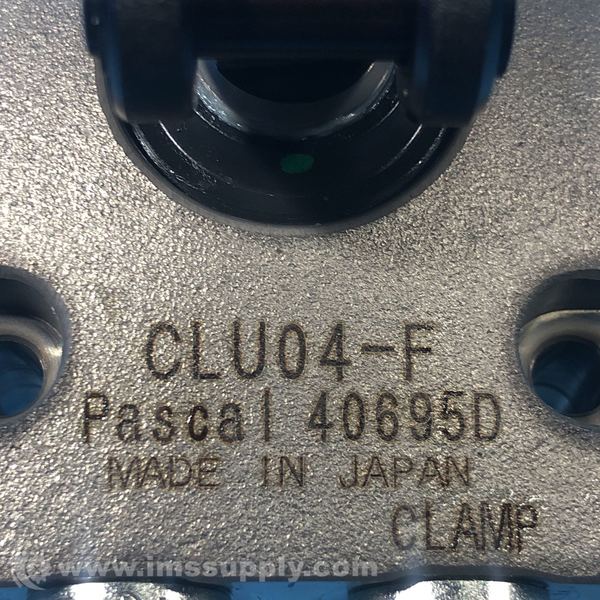 CLU04-F
Pascal 40695D
MADE IN JAPAN
CLAMP
© www.imssupply.com